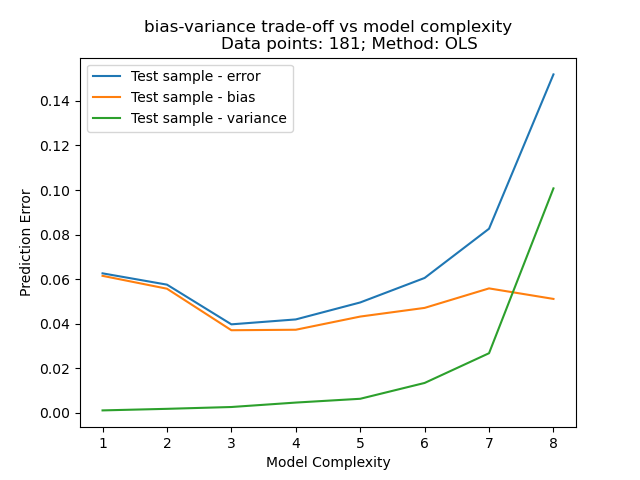 bias-variance trade-off vs model complexity
Data points: 181; Method: OLS
Test sample - error
Test sample - bias
Test sample - variance
Prediction Error
0.14
0.12
0.10
0.08
0.06
0.04
0.02
0.00
1 2 3 4 5 6 7 8
Model Complexity